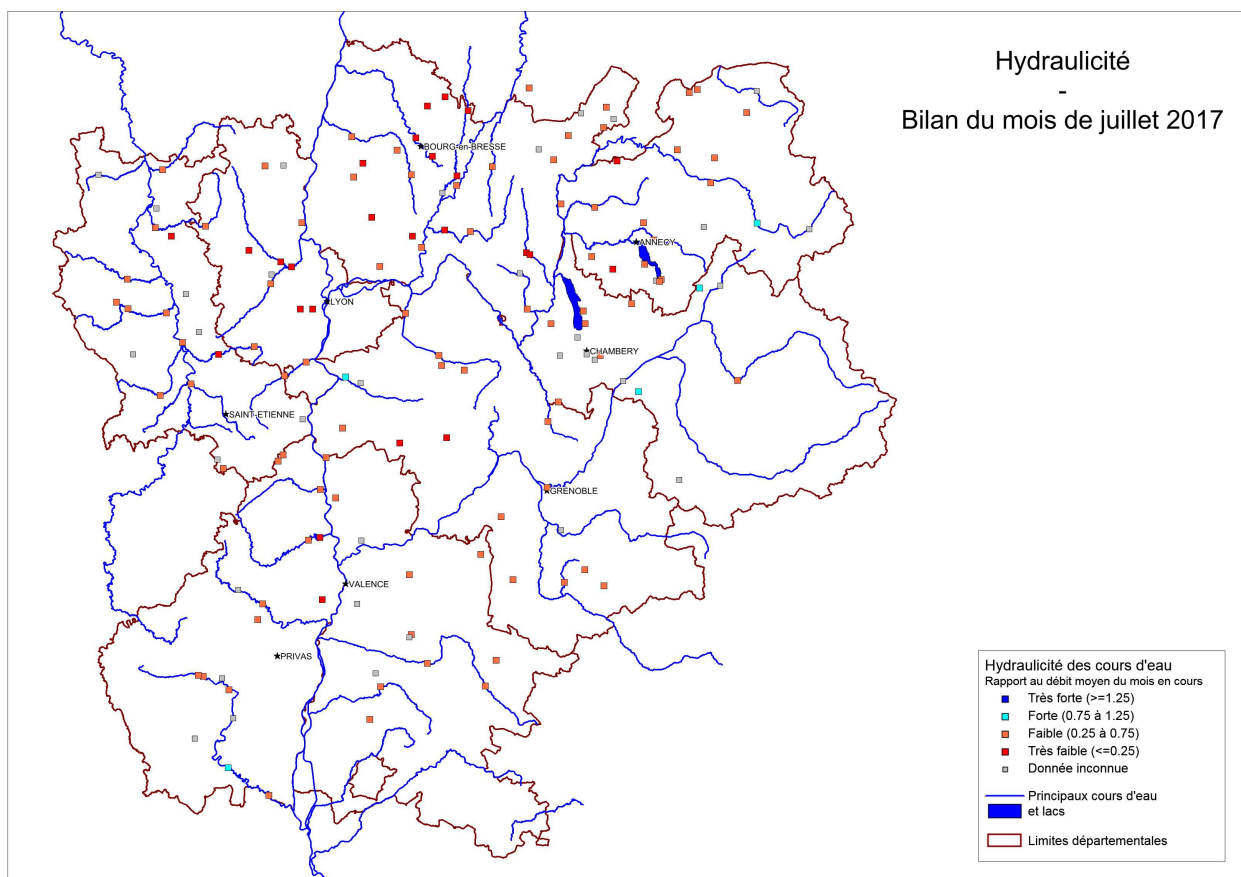 Hydraulicité
-
Bilan du mois de juillet 2017
BOURG-en-BRESSE
ANNECY
LYON
CHAMBERY
SAINT-ETIENNE
GRENOBLE
VALENCE
PRIVAS
Hydraulicité des cours d'eau
Rapport au débit moyen du mois en cours
Très forte (>=1.25)
Forte (0.75 à 1.25)
Faible (0.25 à 0.75)
Très faible (<=0.25)
Donnée inconnue
Principaux cours d'eau
et lacs
Limites départementales